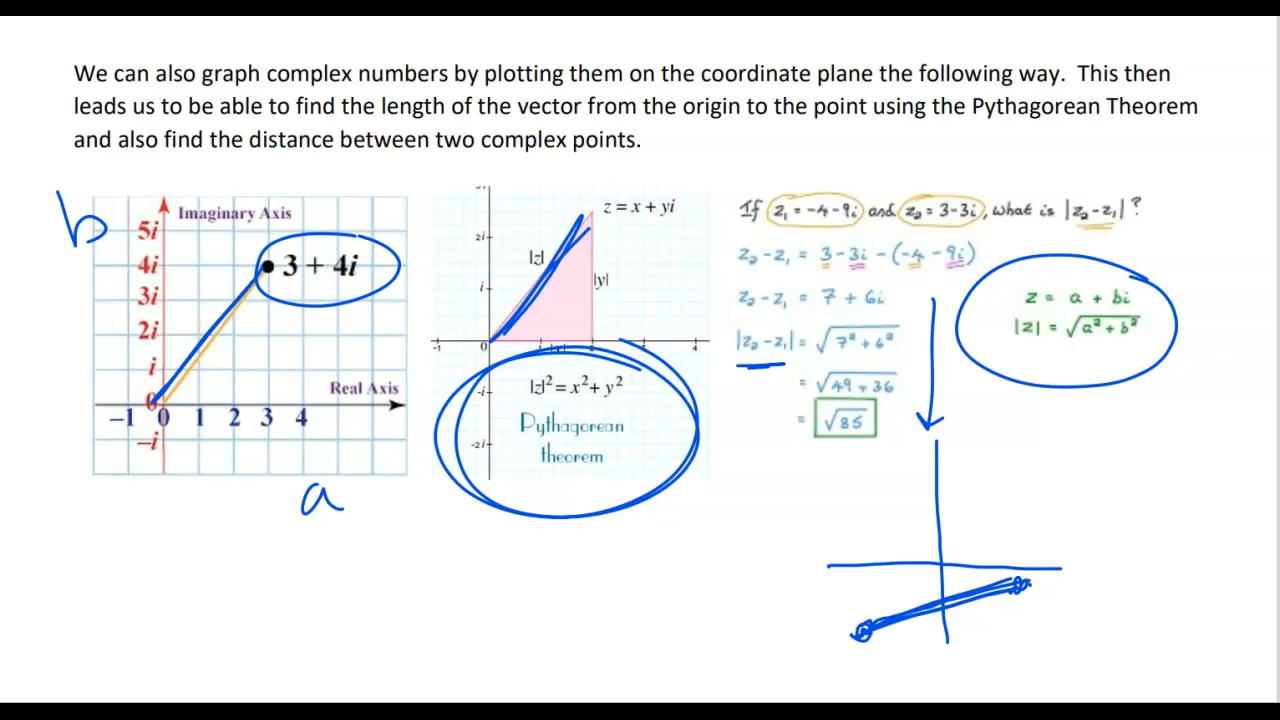 We can also graph complex numbers by plotting them on the coordinate plane the following way.  This then
leads us to be able to find the length of the vector from the origin to the point using the Pythagorean Theorem
and also find the distance between two complex points.
b
Imaginary Axis
5i
4i
3i
2i
i
0
-i
3 + 4i
Real Axis
-1 0 1 2 3 4
a
z = x + yi
2i
i
|z|
|y|
-1 0 4
-i
-2i
|z|² = x² + y²
Pythagorean
theorem
If z₁ = -4 - 9i and z₂ = 3 - 3i, what is |z₂ - z₁| ?
z₂ - z₁ = 3 - 3i - (-4 - 9i)
z₂ - z₁ = 7 + 6i
|z₂ - z₁| = √7² + 6²
= √49 + 36
= √85
z = a + bi
|z| = √a² + b²